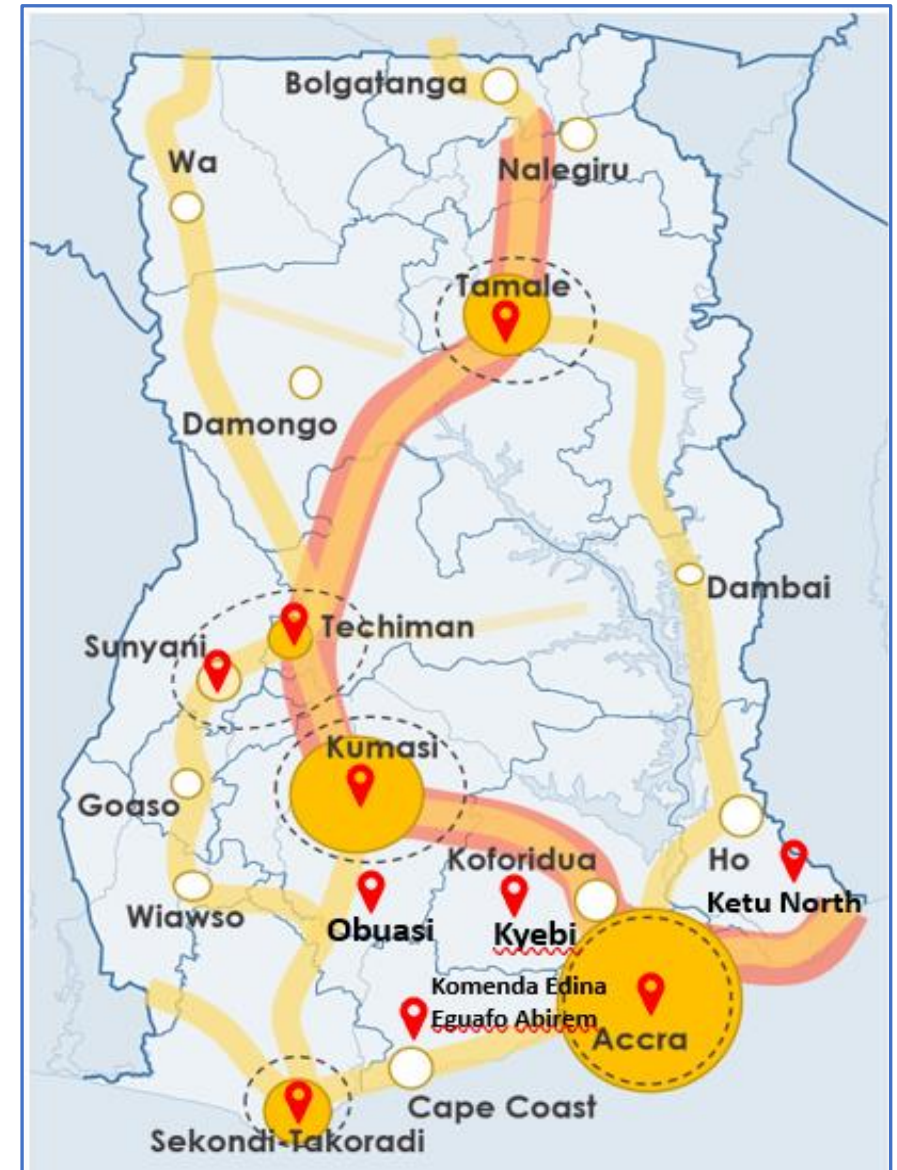 Bolgatanga
Wa
Nalegiru
Tamale
Damongo
Dambai
Techiman
Sunyani
Kumasi
Goaso
Koforidua
Ho
Ketu North
Wiawso
Obuasi
Kyebi
Komenda Edina
Eguafo Abirem
Accra
Cape Coast
Sekondi-Takoradi